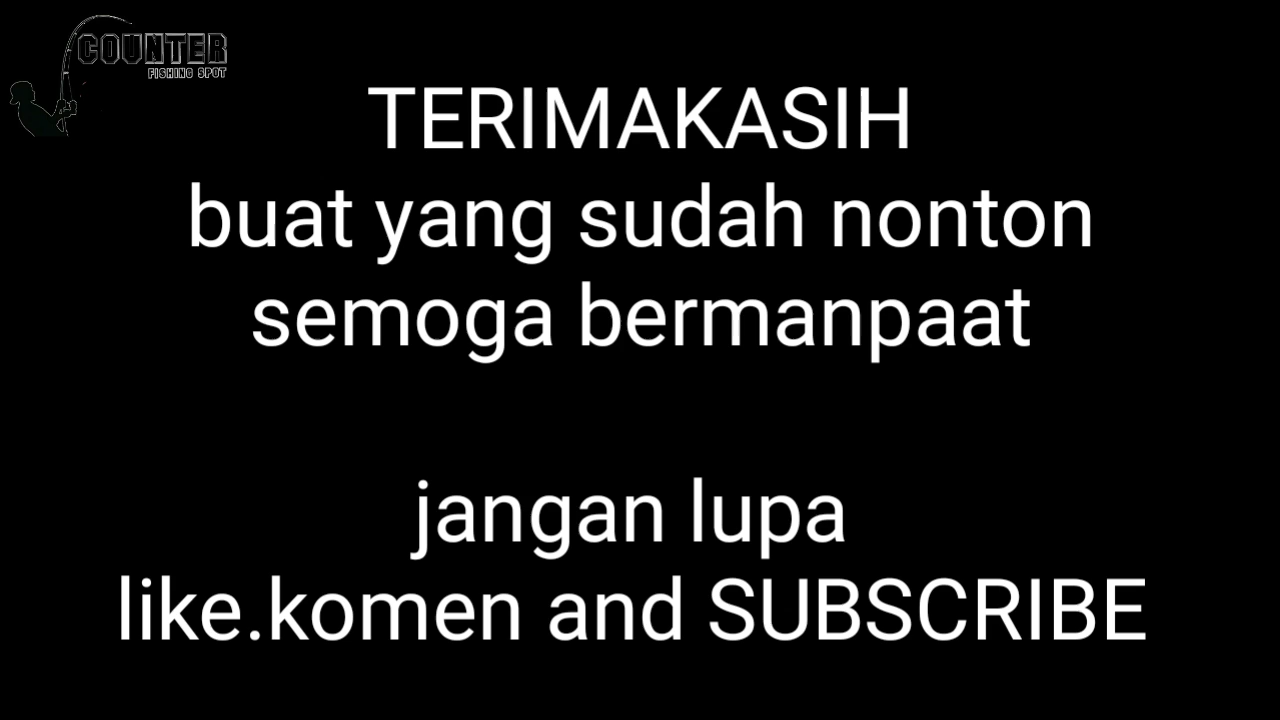 COUNTER
FISHING SPOT
TERIMAKASIH
buat yang sudah nonton
semoga bermanpaat
jangan lupa
like.komen and SUBSCRIBE